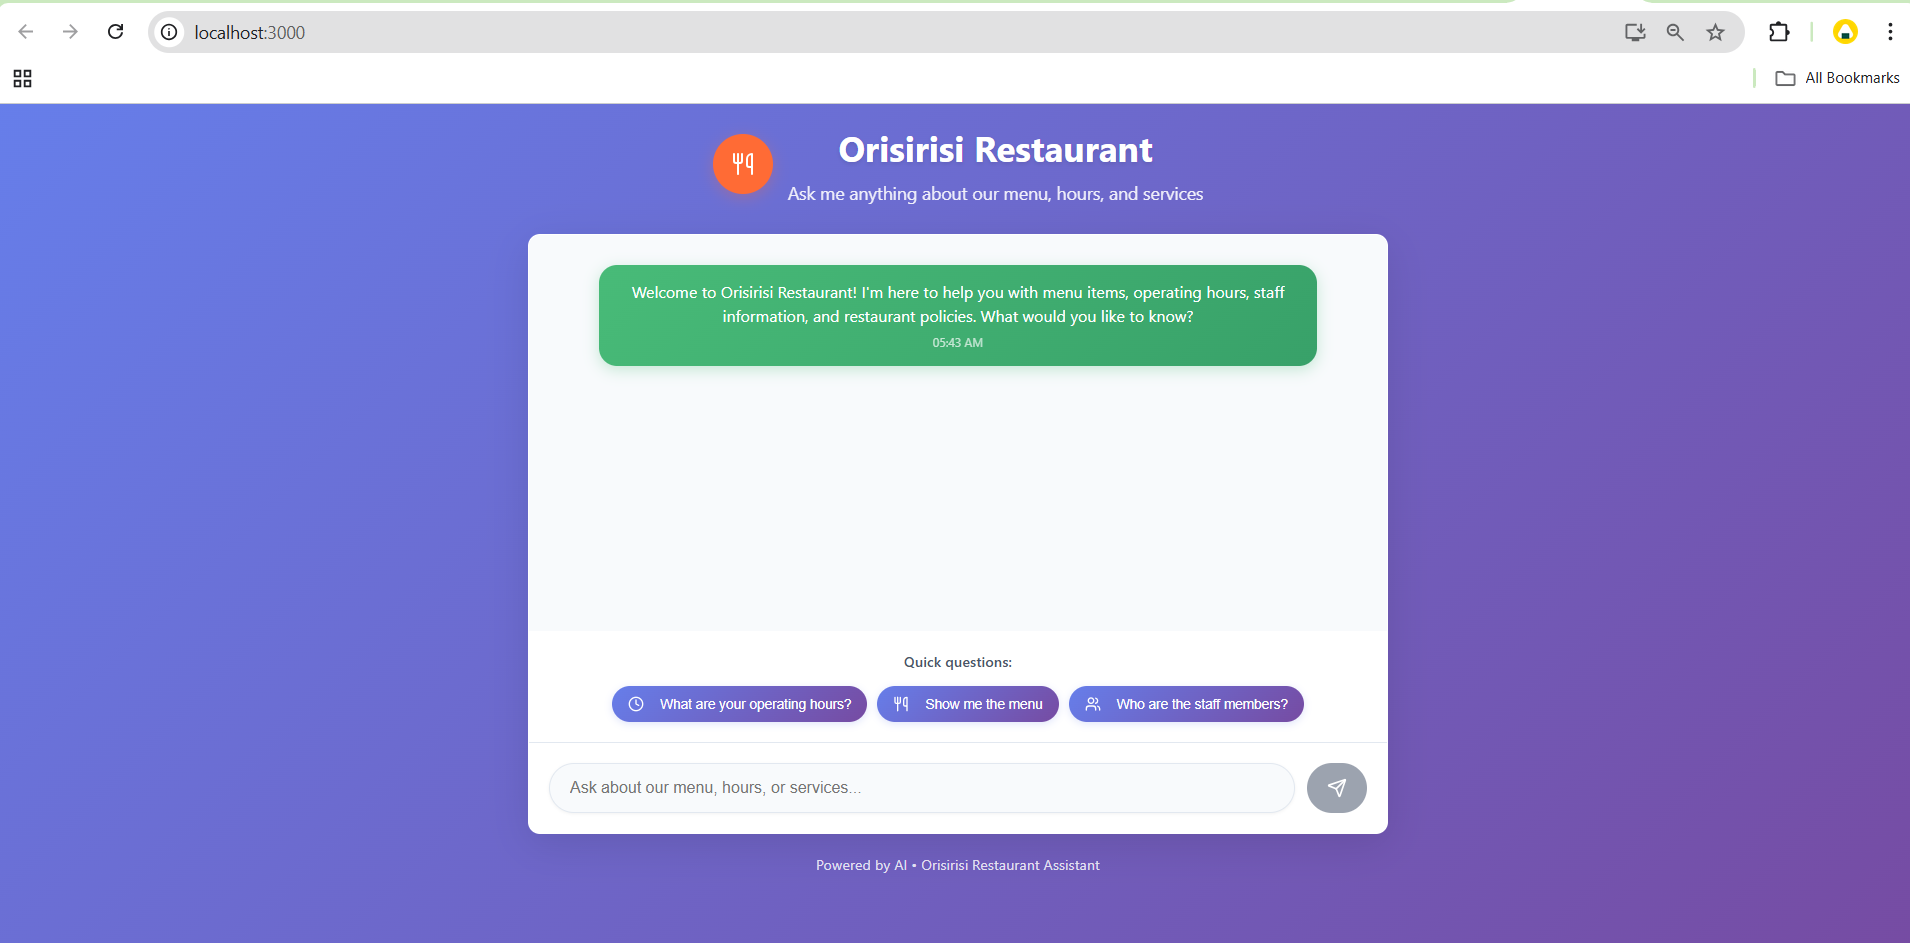 localhost:3000
All Bookmarks
Orisirisi Restaurant
Ask me anything about our menu, hours, and services
Welcome to Orisirisi Restaurant! I'm here to help you with menu items, operating hours, staff
information, and restaurant policies. What would you like to know?
05:43 AM
Quick questions:
What are your operating hours?
Show me the menu
Who are the staff members?
Ask about our menu, hours, or services...
Powered by AI • Orisirisi Restaurant Assistant